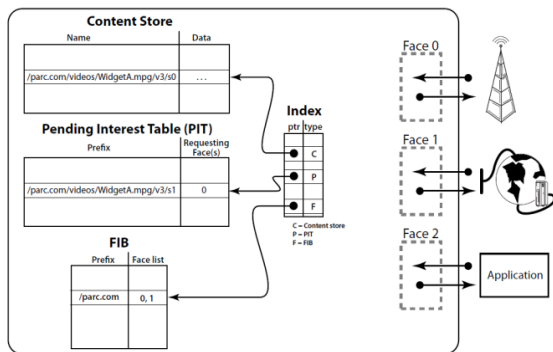 Content Store
Name Data
/parc.com/videos/WidgetA.mpg/v3/s0 ...
Pending Interest Table (PIT)
Prefix Requesting Face(s)
/parc.com/videos/WidgetA.mpg/v3/s1 0
FIB
Prefix Face list
/parc.com 0, 1
Index
ptr type
C
P
F
C = Content store
P = PIT
F = FIB
Face 0
Face 1
Face 2
Application